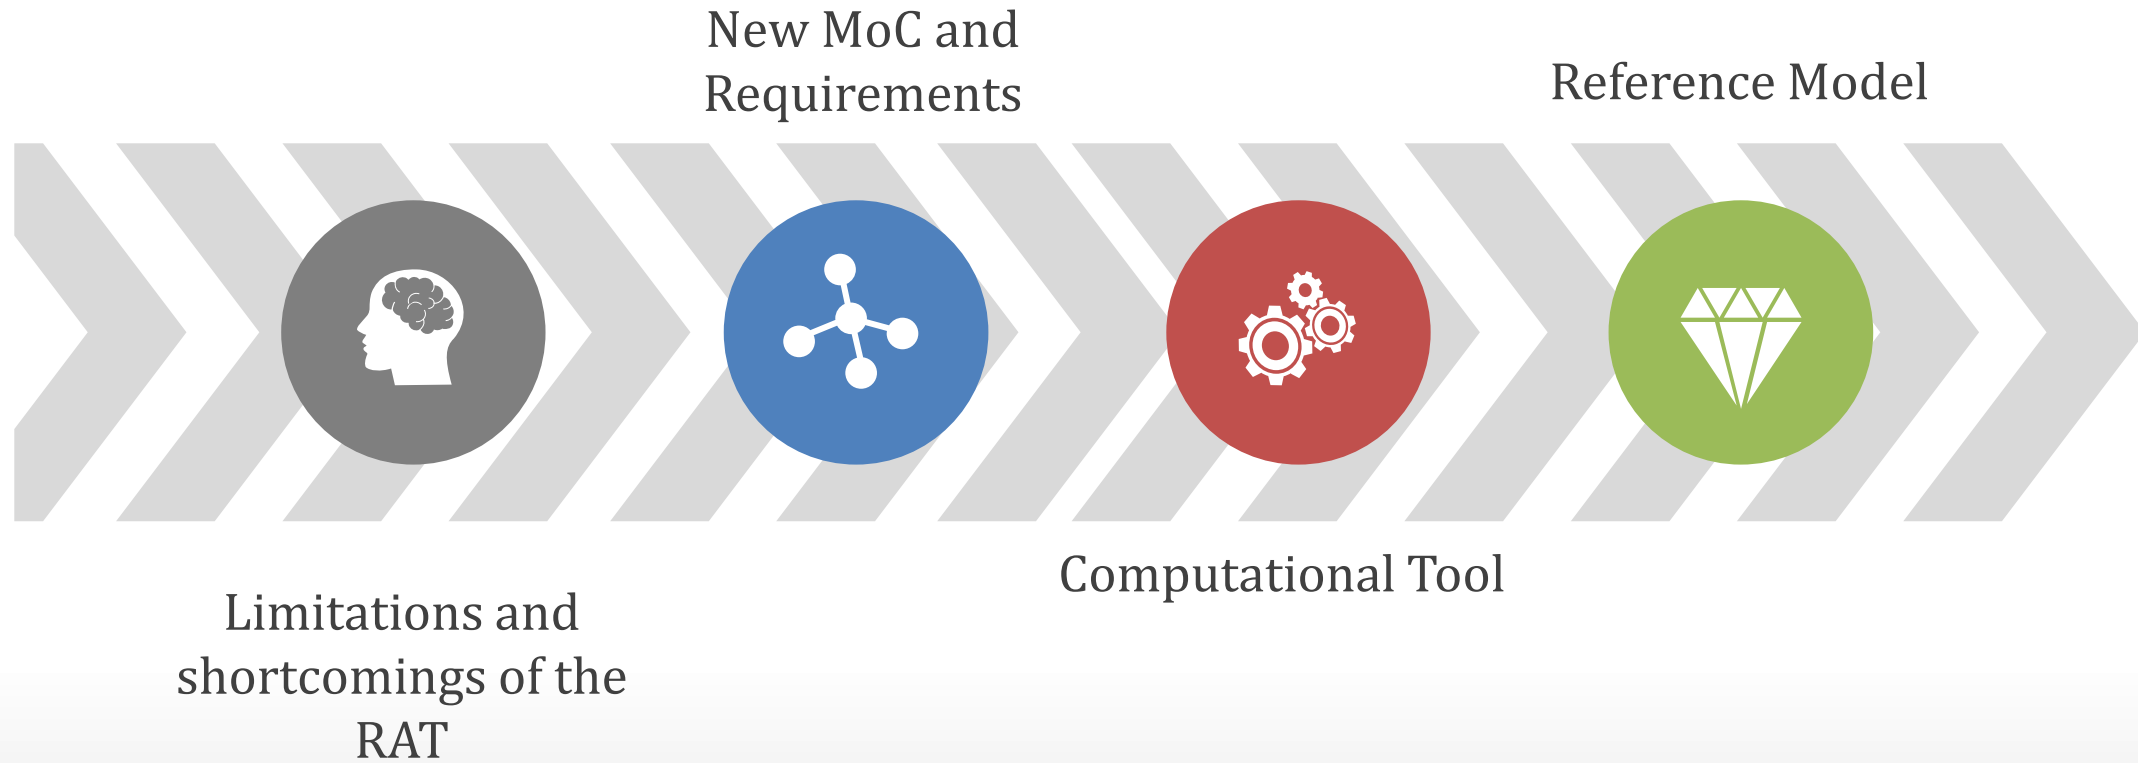 New MoC and
Requirements
Reference Model
Computational Tool
Limitations and
shortcomings of the
RAT